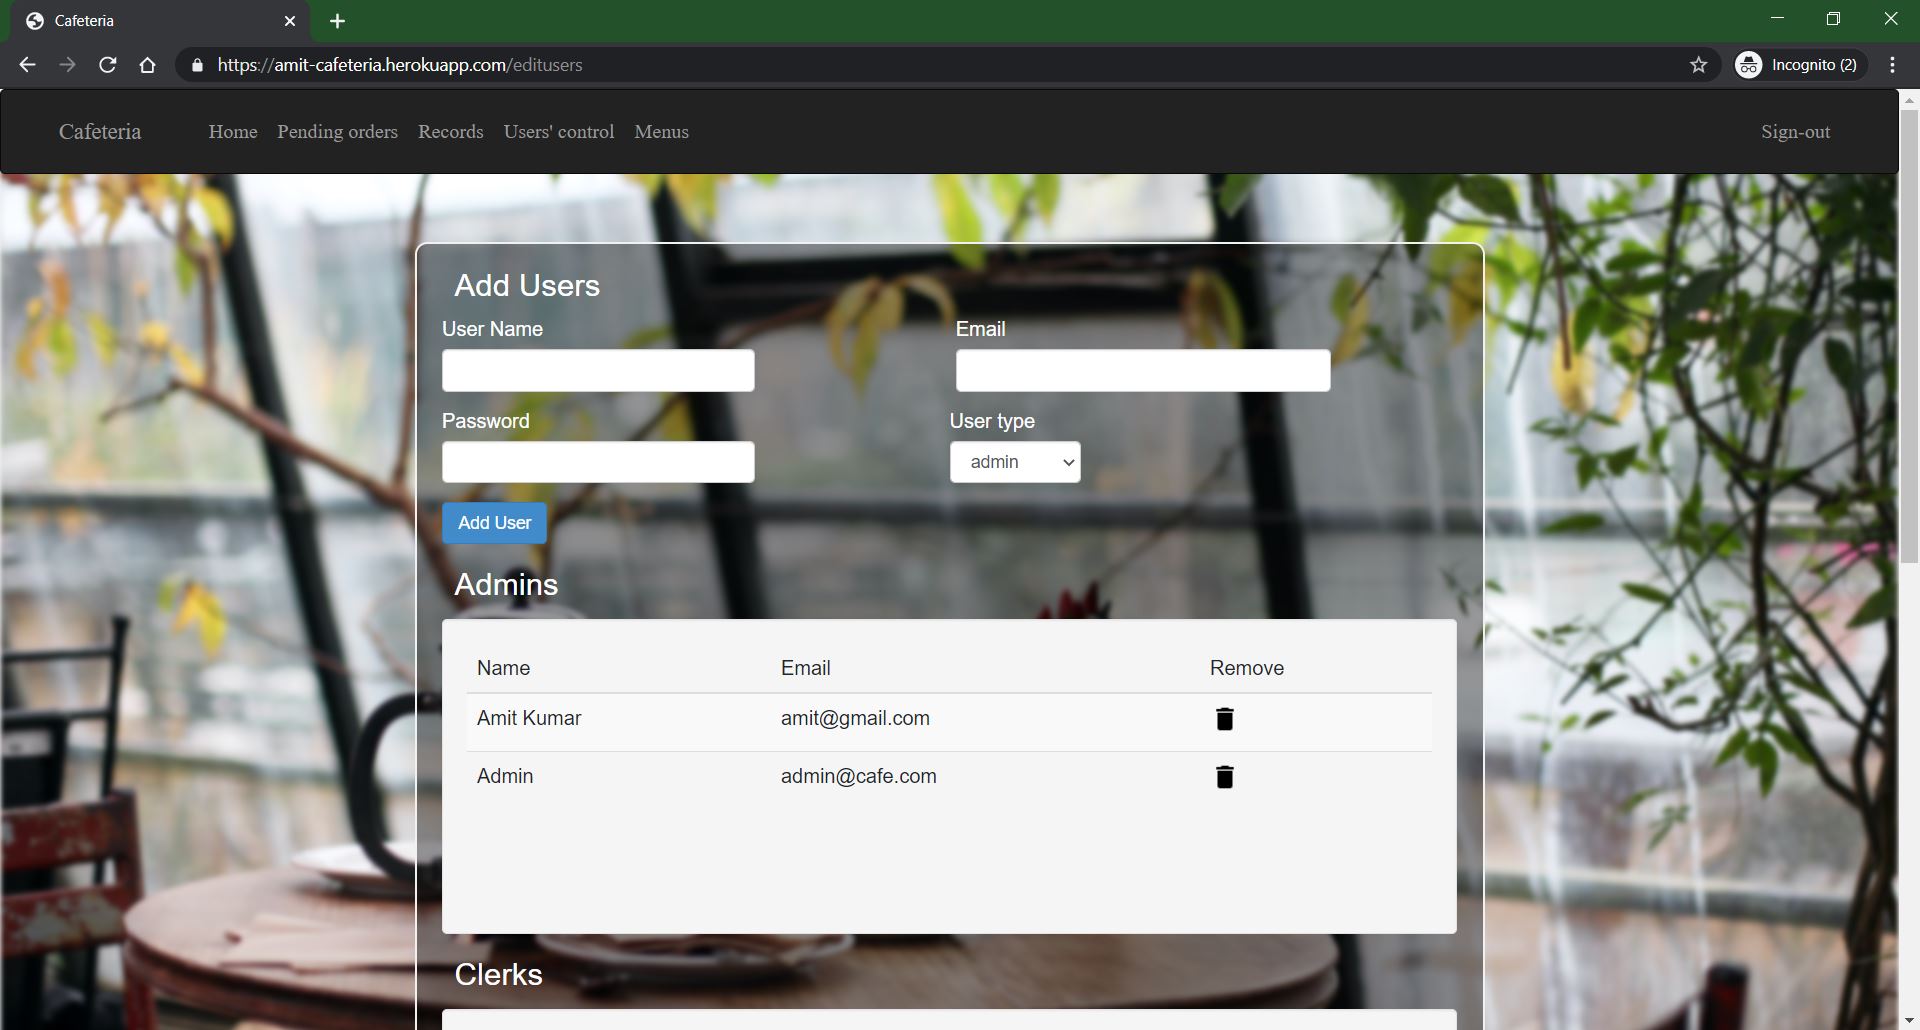 Cafeteria
https://amit-cafeteria.herokuapp.com/editusers
Incognito (2)
Cafeteria Home Pending orders Records Users' control Menus Sign-out
Add Users
User Name Email
Password User type
admin
Add User
Admins
Name Email Remove
Amit Kumar amit@gmail.com
Admin admin@cafe.com
Clerks